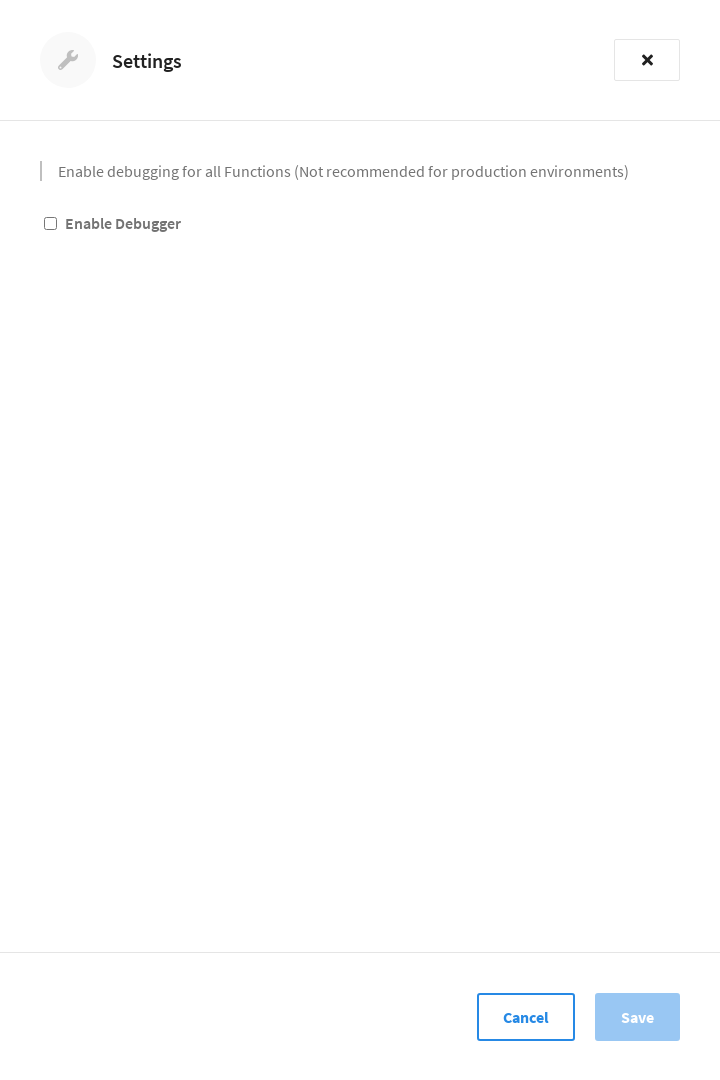 Settings
Enable debugging for all Functions (Not recommended for production environments)
Enable Debugger
Cancel
Save